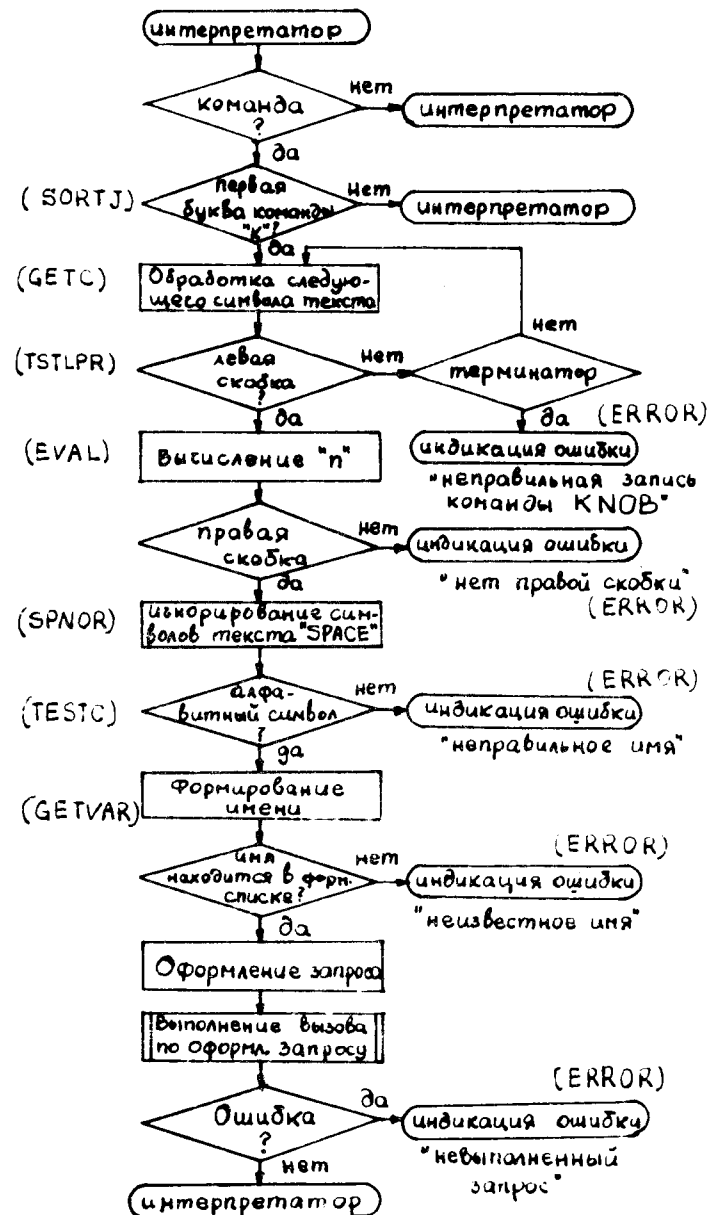 интерпретатор
команда
?
нет
интерпретатор
да
(SORTJ)
первая
буква команды
"К"?
нет
интерпретатор
да
(GETC)
Обработка следую-
щего символа текста
(TSTLPR)
левая
скобка
?
нет
терминатор
нет
да
(ERROR)
индикация ошибки
"неправильная запись
команды KNOB"
да
(EVAL)
Вычисление "n"
правая
скобка
нет
индикация ошибки
"нет правой скобки"
(ERROR)
да
(SPNOR)
игнорирование сим-
волов текста "SPACE"
(TESTC)
алфа-
витный символ
?
нет
(ERROR)
индикация ошибки
"неправильное имя"
да
(GETVAR)
Формирование
имени
имя
находится в форм.
списке?
нет
(ERROR)
индикация ошибки
"неизвестное имя"
да
Оформление запроса
Выполнение вызова
по оформл. запросу
Ошибка
?
да
(ERROR)
индикация ошибки
"невыполненный
запрос"
нет
интерпретатор